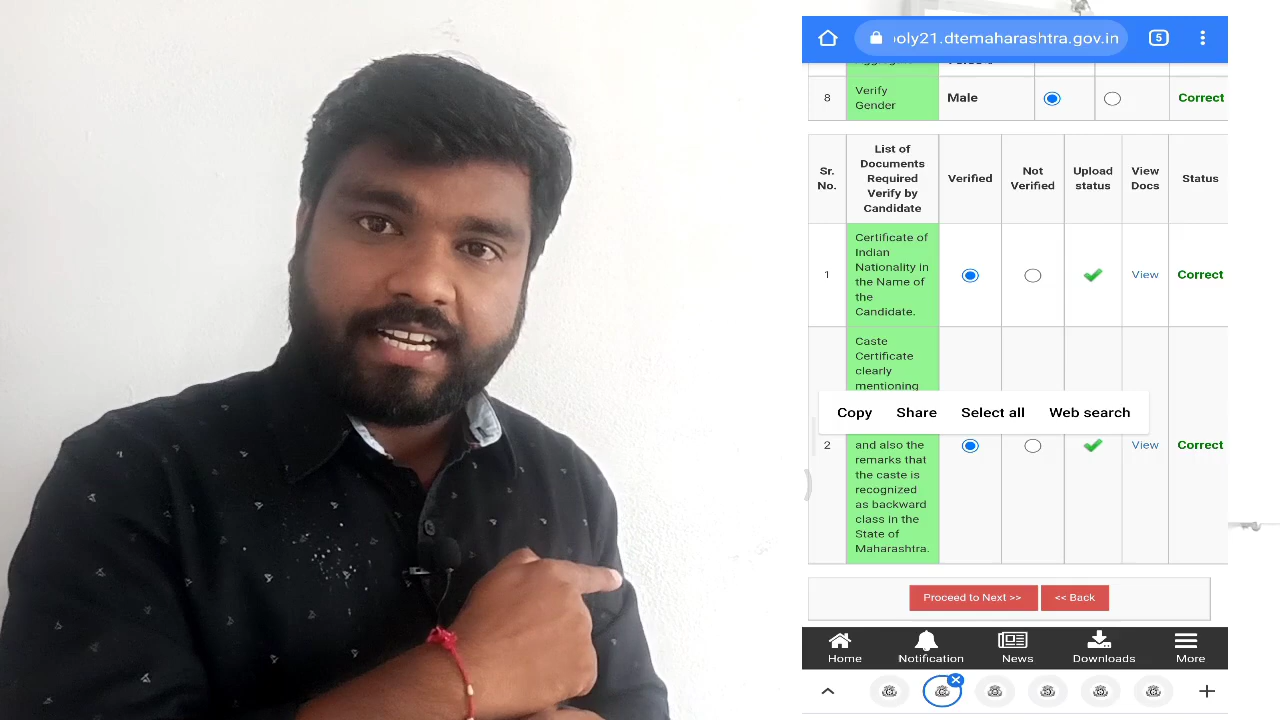 oly21.dtemaharashtra.gov.in
5
8
Verify
Gender
Male
Correct
Sr.
No.
List of
Documents
Required
Verify by
Candidate
Verified
Not
Verified
Upload
status
View
Docs
Status
1
Certificate of
Indian
Nationality in
the Name of
the
Candidate.
View
Correct
2
Caste
Certificate
clearly
mentioning
Copy Share Select all Web search
and also the
remarks that
the caste is
recognized
as backward
class in the
State of
Maharashtra.
View
Correct
Proceed to Next >>
<< Back
Home
Notification
News
Downloads
More